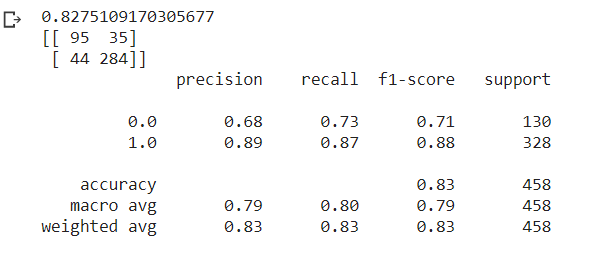 0.8275109170305677
[[ 95  35]
 [ 44 284]]
              precision    recall  f1-score   support

         0.0       0.68      0.73      0.71       130
         1.0       0.89      0.87      0.88       328

    accuracy                           0.83       458
   macro avg       0.79      0.80      0.79       458
weighted avg       0.83      0.83      0.83       458